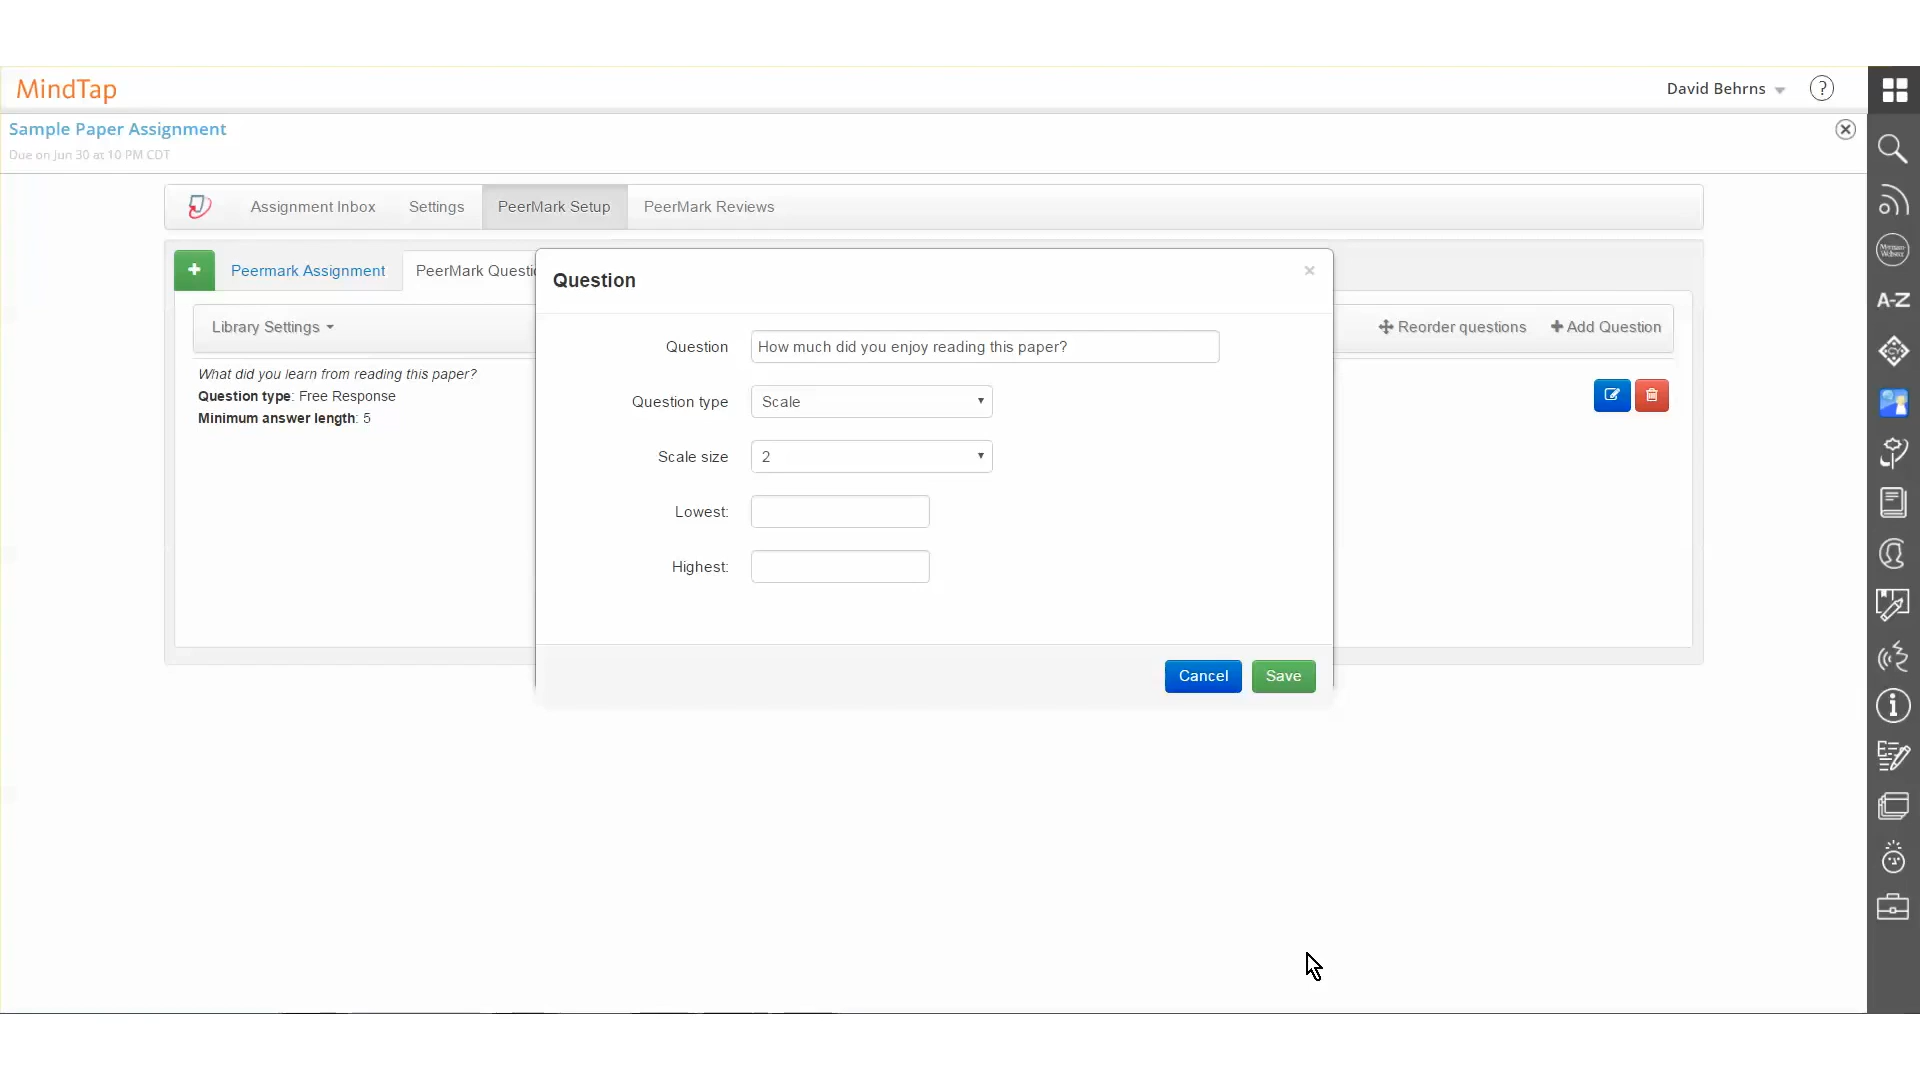 MindTap
David Behrns
?
Sample Paper Assignment
Due on Jun 30 at 10 PM CDT
Assignment Inbox Settings PeerMark Setup PeerMark Reviews
+ Peermark Assignment PeerMark Questi
Question ×
Library Settings
Reorder questions + Add Question
Question How much did you enjoy reading this paper?
What did you learn from reading this paper?
Question type: Free Response
Minimum answer length: 5
Question type Scale
Scale size 2
Lowest:
Highest:
Cancel Save
A-Z